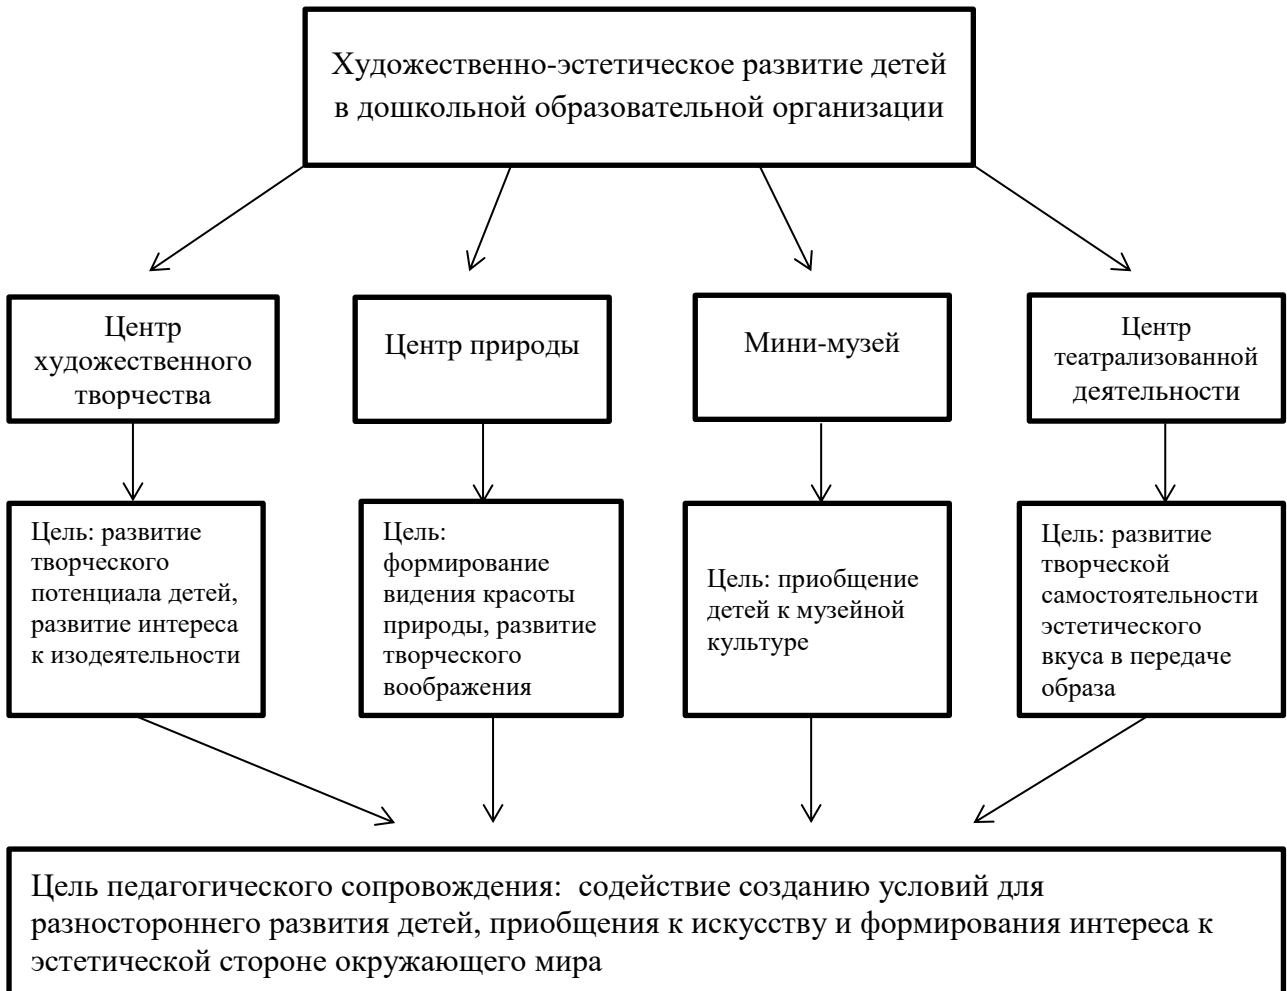 Художественно-эстетическое развитие детей
в дошкольной образовательной организации
Центр
художественного
творчества
Центр природы
Мини-музей
Центр
театрализованной
деятельности
Цель: развитие
творческого
потенциала детей,
развитие интереса
к изодеятельности
Цель:
формирование
видения красоты
природы, развитие
творческого
воображения
Цель: приобщение
детей к музейной
культуре
Цель: развитие
творческой
самостоятельности
эстетического
вкуса в передаче
образа
Цель педагогического сопровождения:  содействие созданию условий для
разностороннего развития детей, приобщения к искусству и формирования интереса к
эстетической стороне окружающего мира